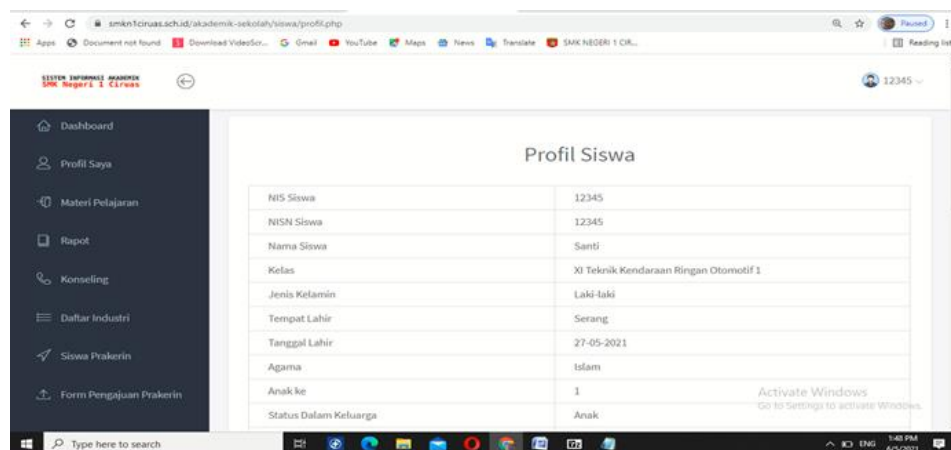 smkn1ciruas.sch.id/akademik-sekolah/siswa/profil.php
Paused
Apps Document not found Download VideoScr... Gmail YouTube Maps News Translate SMK NEGERI 1 CIR... Reading list
SISTEM INFORMASI AKADEMIK
SMK Negeri 1 Ciruas
12345
Dashboard
Profil Saya
Materi Pelajaran
Rapot
Konseling
Daftar Industri
Siswa Prakerin
Form Pengajuan Prakerin
Profil Siswa
NIS Siswa 12345
NISN Siswa 12345
Nama Siswa Santi
Kelas XI Teknik Kendaraan Ringan Otomotif 1
Jenis Kelamin Laki-laki
Tempat Lahir Serang
Tanggal Lahir 27-05-2021
Agama Islam
Anak ke 1
Status Dalam Keluarga Anak
Activate Windows
Go to Settings to activate Windows.
Type here to search
ENG
1:48 PM
6/5/2021